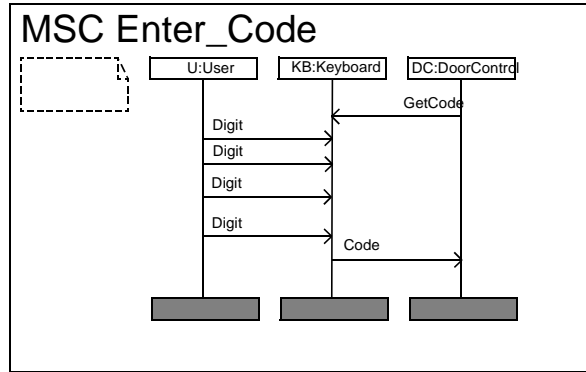 MSC Enter_Code
U:User
KB:Keyboard
DC:DoorControl
GetCode
Digit
Digit
Digit
Digit
Code